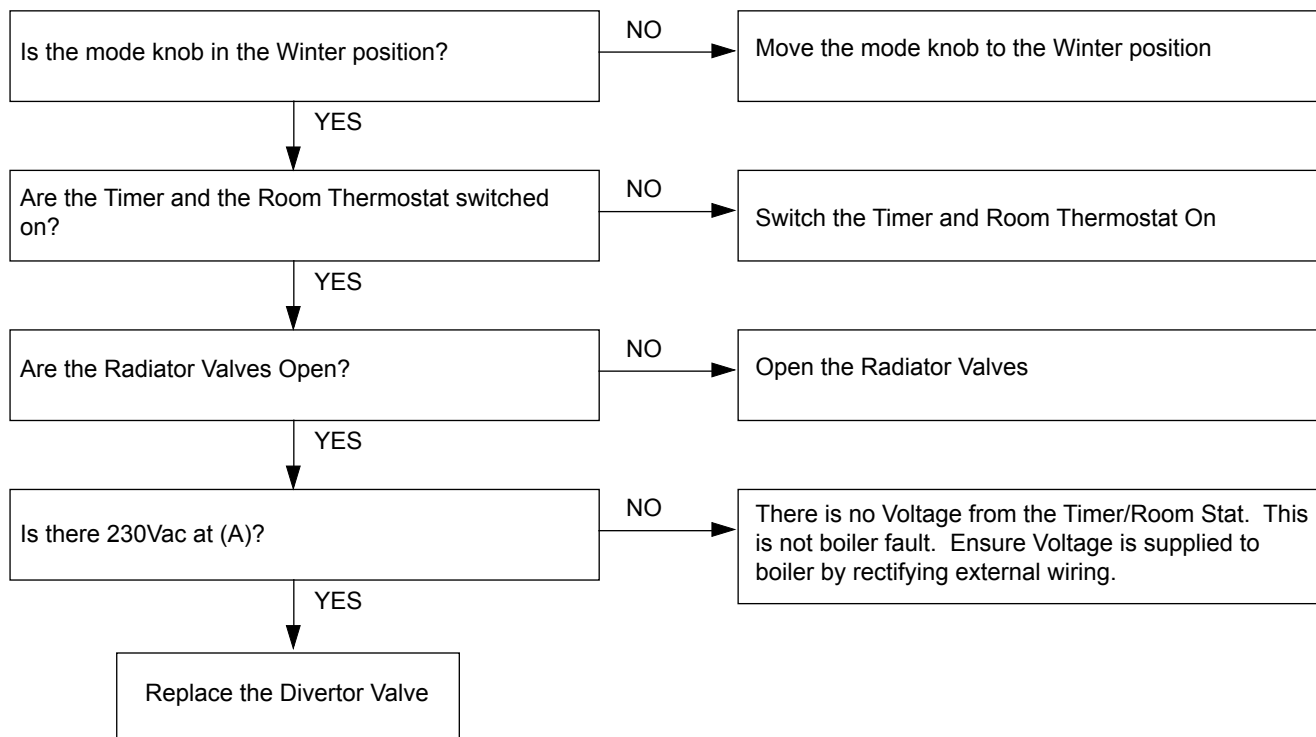 Is the mode knob in the Winter position?
NO
Move the mode knob to the Winter position
YES
Are the Timer and the Room Thermostat switched
on?
NO
Switch the Timer and Room Thermostat On
YES
Are the Radiator Valves Open?
NO
Open the Radiator Valves
YES
Is there 230Vac at (A)?
NO
There is no Voltage from the Timer/Room Stat.  This
is not boiler fault.  Ensure Voltage is supplied to
boiler by rectifying external wiring.
YES
Replace the Divertor Valve